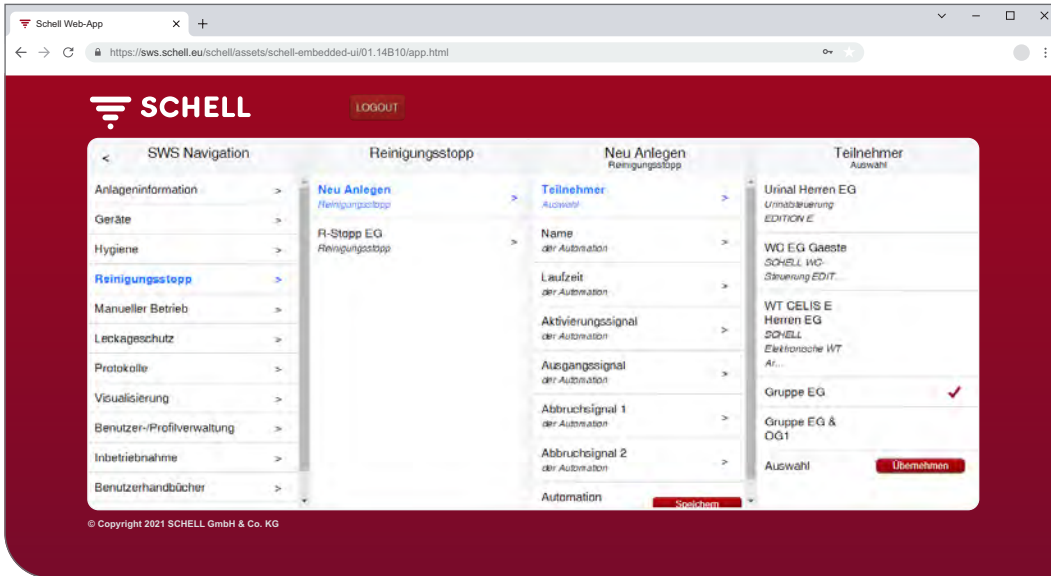 Schell Web-App
https://sws.schell.eu/schell/assets/schell-embedded-ui/01.14B10/app.html
SCHELL
LOGOUT
< SWS Navigation
Anlageninformation >
Geräte >
Hygiene >
Reinigungsstopp >
Manueller Betrieb >
Leckageschutz >
Protokolle >
Visualisierung >
Benutzer-/Profilverwaltung >
Inbetriebnahme >
Benutzerhandbücher >
Reinigungsstopp
Neu Anlegen >
Reinigungsstopp
R-Stopp EG >
Reinigungsstopp
Neu Anlegen
Reinigungsstopp
Teilnehmer >
Auswahl
Name >
der Automation
Laufzeit >
der Automation
Aktivierungssignal >
der Automation
Ausgangssignal >
der Automation
Abbruchsignal 1 >
der Automation
Abbruchsignal 2 >
der Automation
Automation
Speichern
Teilnehmer
Auswahl
Urinal Herren EG
Urinalsteuerung
EDITION E
WC EG Gaeste
SCHELL WC-
Steuerung EDIT...
WT CELIS E
Herren EG
SCHELL
Elektronische WT
Ar...
Gruppe EG
Gruppe EG &
OG1
Auswahl Übernehmen
© Copyright 2021 SCHELL GmbH & Co. KG